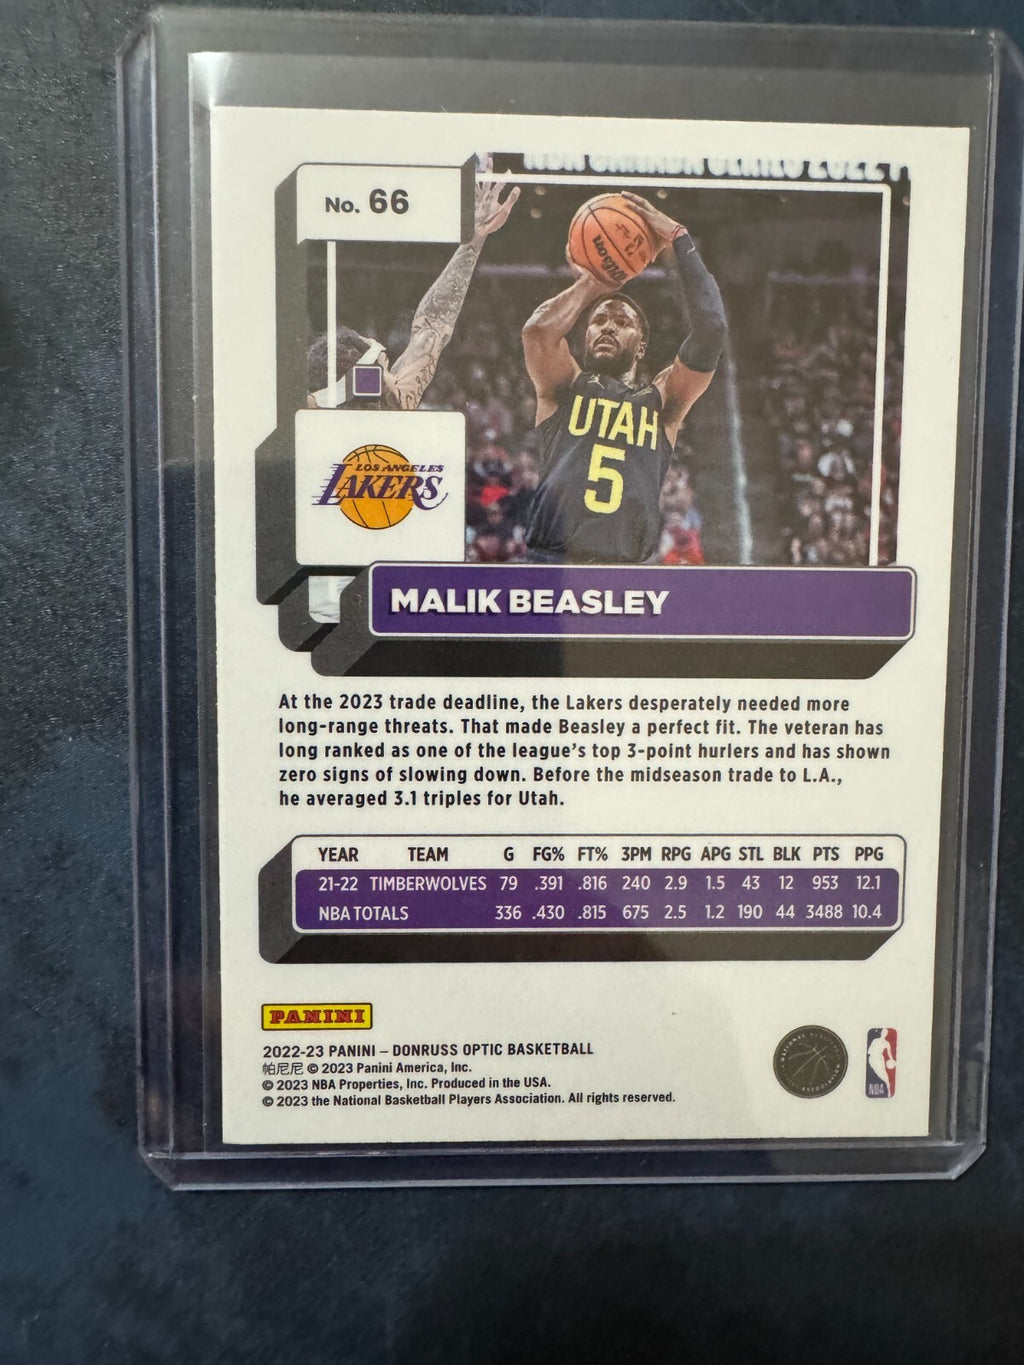 No. 66
Wilson
UTAH
5
LOS ANGELES
LAKERS
MALIK BEASLEY
At the 2023 trade deadline, the Lakers desperately needed more
long-range threats. That made Beasley a perfect fit. The veteran has
long ranked as one of the league's top 3-point hurlers and has shown
zero signs of slowing down. Before the midseason trade to L.A.,
he averaged 3.1 triples for Utah.
YEAR TEAM G FG% FT% 3PM RPG APG STL BLK PTS PPG
21-22 TIMBERWOLVES 79 .391 .816 240 2.9 1.5 43 12 953 12.1
NBA TOTALS 336 .430 .815 675 2.5 1.2 190 44 3488 10.4
PANINI
2022-23 PANINI – DONRUSS OPTIC BASKETBALL
帕尼尼 © 2023 Panini America, Inc.
© 2023 NBA Properties, Inc. Produced in the USA.
© 2023 the National Basketball Players Association. All rights reserved.